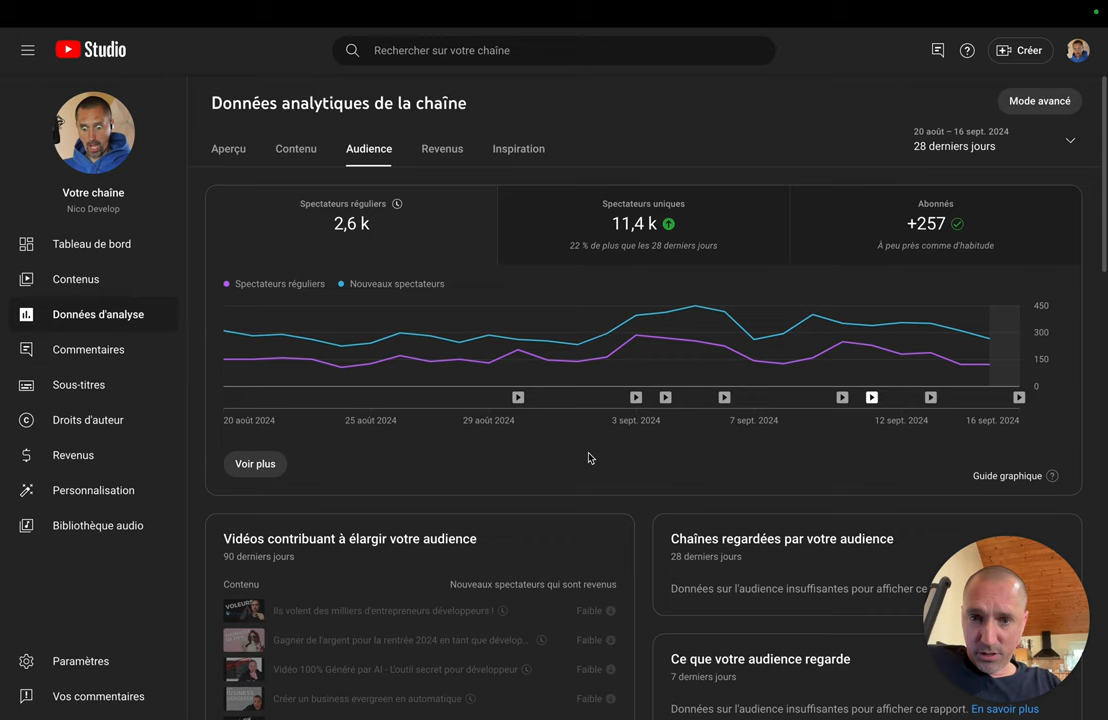 Studio
Rechercher sur votre chaîne
Créer
Données analytiques de la chaîne
Mode avancé
20 août – 16 sept. 2024
28 derniers jours
Aperçu
Contenu
Audience
Revenus
Inspiration
Votre chaîne
Nico Develop
Tableau de bord
Contenus
Données d'analyse
Commentaires
Sous-titres
Droits d'auteur
Revenus
Personnalisation
Bibliothèque audio
Paramètres
Vos commentaires
Spectateurs réguliers
2,6 k
Spectateurs uniques
11,4 k
22 % de plus que les 28 derniers jours
Abonnés
+257
À peu près comme d'habitude
Spectateurs réguliers
Nouveaux spectateurs
450
300
150
0
20 août 2024
25 août 2024
29 août 2024
3 sept. 2024
7 sept. 2024
12 sept. 2024
16 sept. 2024
Voir plus
Guide graphique
Vidéos contribuant à élargir votre audience
90 derniers jours
Contenu
Nouveaux spectateurs qui sont revenus
VOLEURS
Ils volent des milliers d'entrepreneurs développeurs !
Faible
Gagner de l'argent pour la rentrée 2024 en tant que dévelop...
Faible
Vidéo 100% Généré par AI - L'outil secret pour développeur
Faible
Créer un business evergreen en automatique
Faible
Chaînes regardées par votre audience
28 derniers jours
Données sur l'audience insuffisantes pour afficher ce
Ce que votre audience regarde
7 derniers jours
Données sur l'audience insuffisantes pour afficher ce rapport. En savoir plus